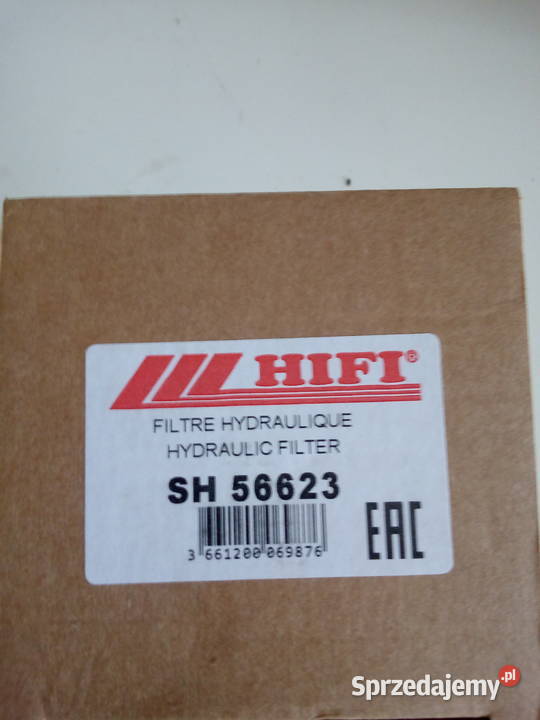 HIFI®
FILTRE HYDRAULIQUE
HYDRAULIC FILTER
SH 56623
3 661200 069876
EAC
Sprzedajemy.pl